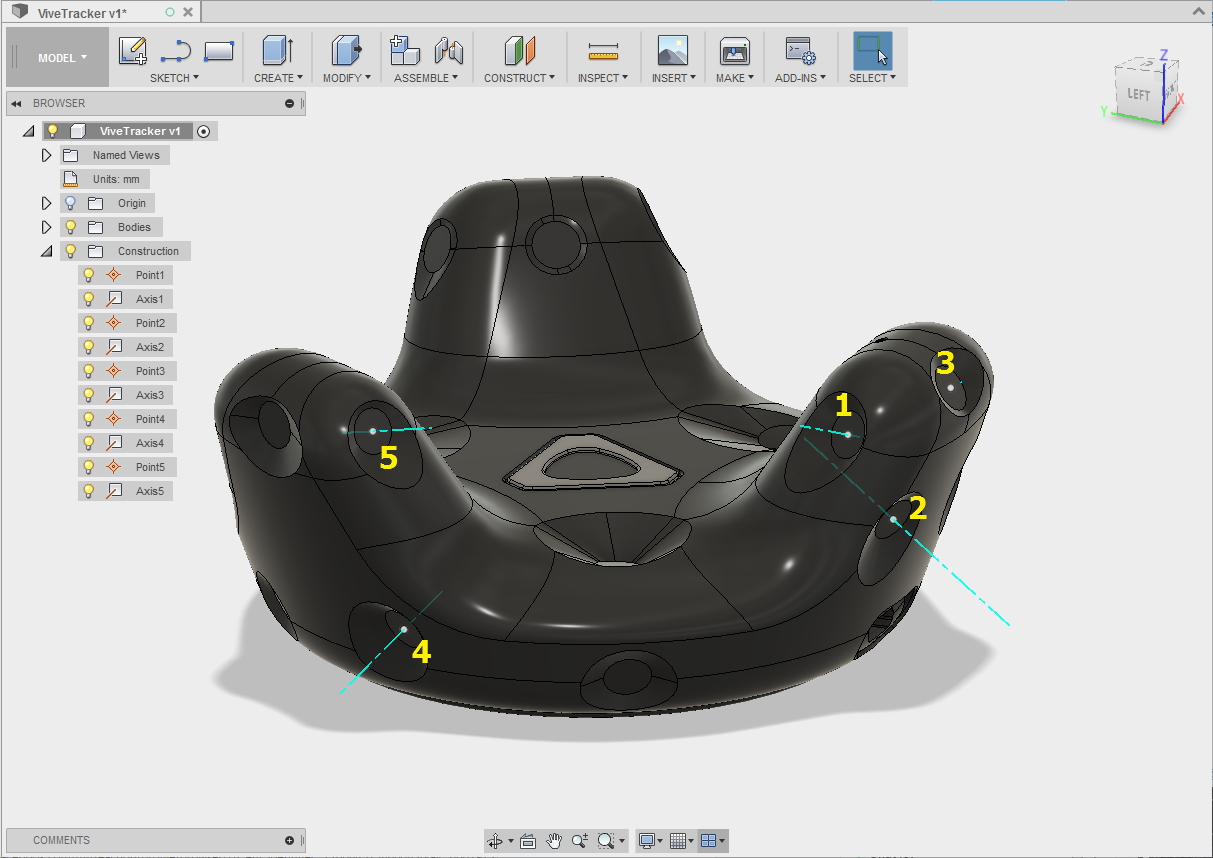 ViveTracker v1*
MODEL
SKETCH
CREATE
MODIFY
ASSEMBLE
CONSTRUCT
INSPECT
INSERT
MAKE
ADD-INS
SELECT
Z
LEFT
X
Y
BROWSER
ViveTracker v1
Named Views
Units: mm
Origin
Bodies
Construction
Point1
Axis1
Point2
Axis2
Point3
Axis3
Point4
Axis4
Point5
Axis5
3
1
5
2
4
COMMENTS